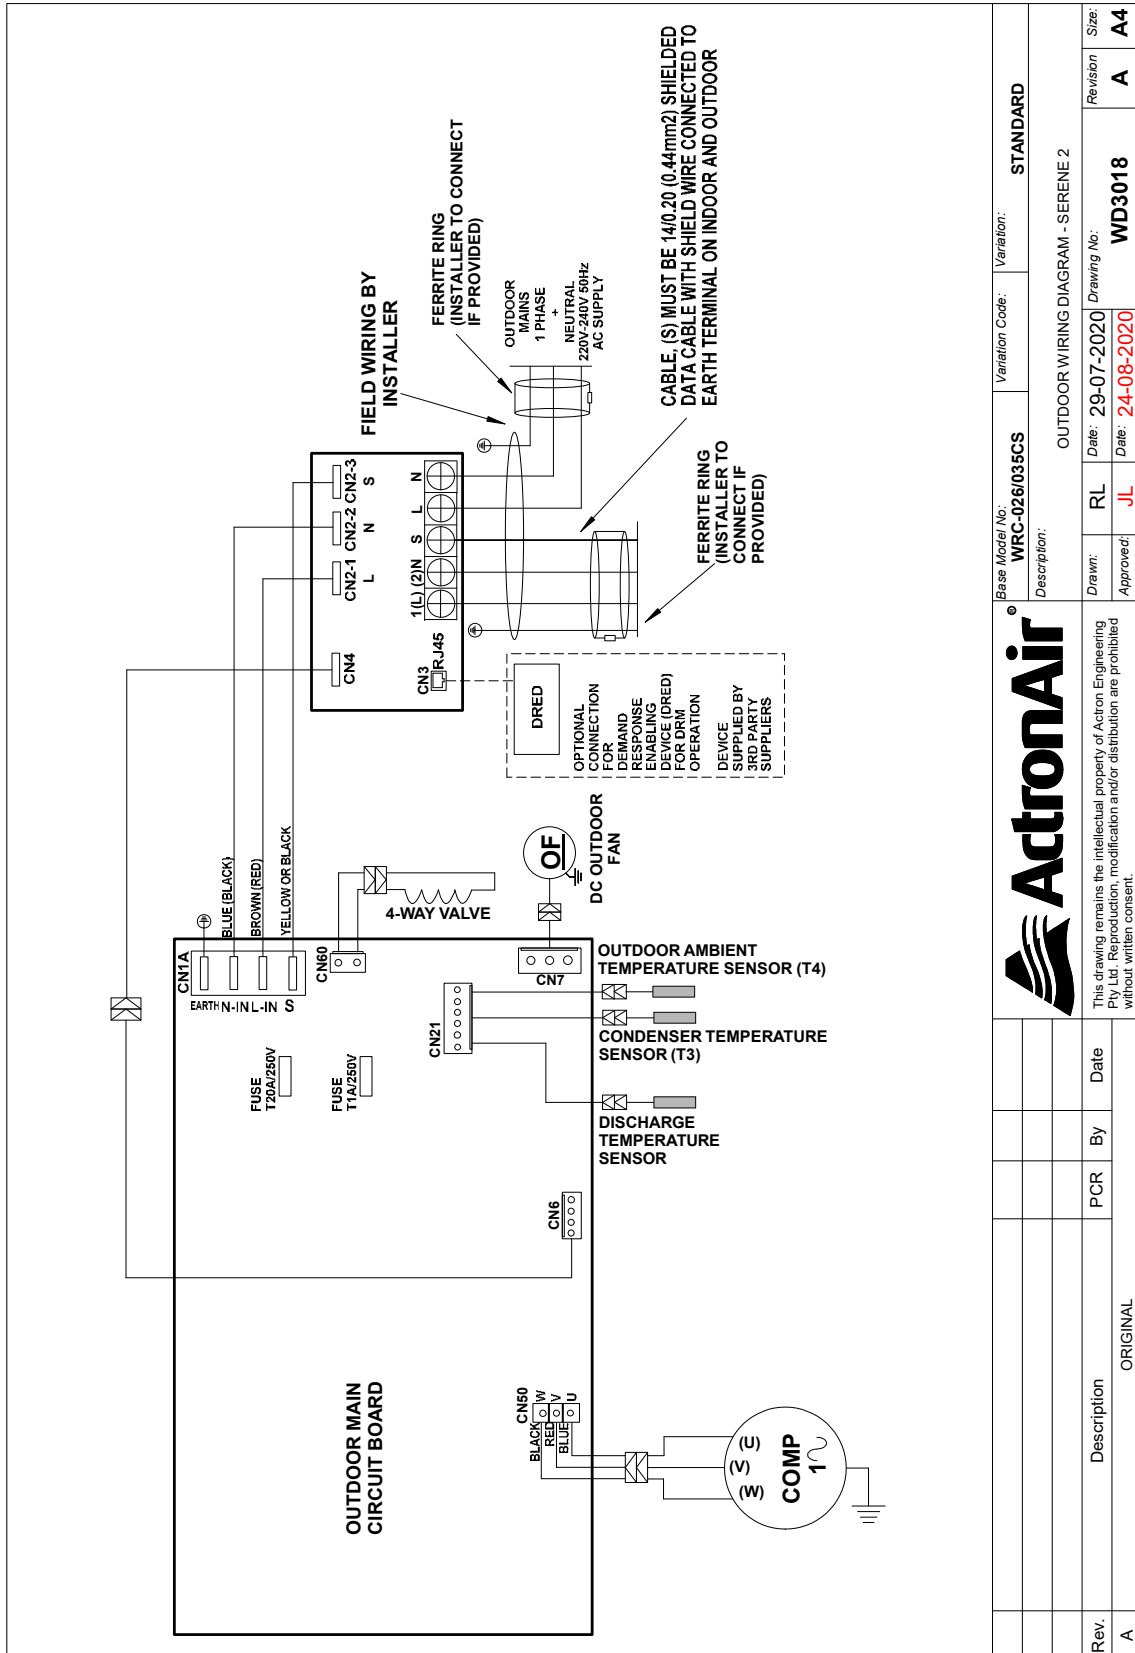 OUTDOOR MAIN
CIRCUIT BOARD
FUSE
T20A/250V
FUSE
T1A/250V
CN1A
EARTH
N-IN
L-IN
S
BLUE (BLACK)
BROWN (RED)
YELLOW OR BLACK
CN60
4-WAY VALVE
CN7
OF
DC OUTDOOR
FAN
CN21
OUTDOOR AMBIENT
TEMPERATURE SENSOR (T4)
CONDENSER TEMPERATURE
SENSOR (T3)
DISCHARGE
TEMPERATURE
SENSOR
CN6
CN50
W
V
U
BLACK
RED
BLUE
(U)
(V)
(W)
COMP
1
CN4
CN2-1
L
CN2-2
N
CN2-3
S
CN3
RJ45
1(L)
(2)N
S
L
N
FIELD WIRING BY
INSTALLER
FERRITE RING
(INSTALLER TO CONNECT
IF PROVIDED)
OUTDOOR
MAINS
1 PHASE
+
NEUTRAL
220V-240V 50Hz
AC SUPPLY
CABLE, (S) MUST BE 14/0.20 (0.44mm2) SHIELDED
DATA CABLE WITH SHIELD WIRE CONNECTED TO
EARTH TERMINAL ON INDOOR AND OUTDOOR
FERRITE RING
(INSTALLER TO
CONNECT IF
PROVIDED)
DRED
OPTIONAL
CONNECTION
FOR
DEMAND
RESPONSE
ENABLING
DEVICE (DRED)
FOR DRM
OPERATION
DEVICE
SUPPLIED BY
3RD PARTY
SUPPLIERS
Rev.
Description
PCR
By
Date
A
ORIGINAL
ActronAir®
This drawing remains the intellectual property of Actron Engineering
Pty Ltd. Reproduction, modification and/or distribution are prohibited
without written consent.
Base Model No:
WRC-026/035CS
Variation Code:
Variation:
STANDARD
Description:
OUTDOOR WIRING DIAGRAM - SERENE 2
Drawn:
RL
Date: 29-07-2020
Drawing No:
WD3018
Revision
A
Size:
A4
Approved:
JL
Date: 24-08-2020